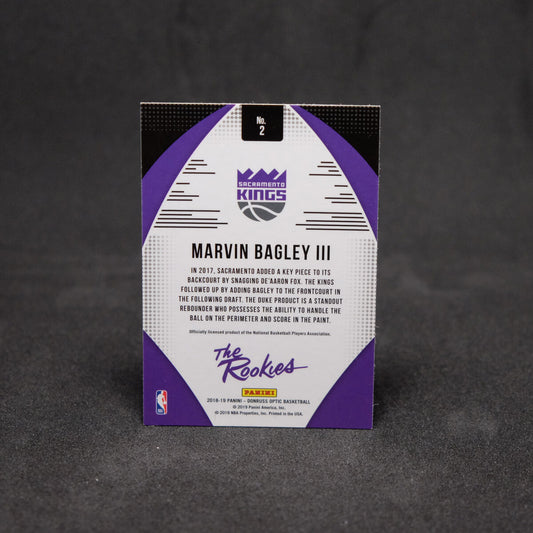 No.
2
SACRAMENTO
KINGS
MARVIN BAGLEY III
IN 2017, SACRAMENTO ADDED A KEY PIECE TO ITS
BACKCOURT BY SNAGGING DE'AARON FOX. THE KINGS
FOLLOWED UP BY ADDING BAGLEY TO THE FRONTCOURT IN
THE FOLLOWING DRAFT. THE DUKE PRODUCT IS A STANDOUT
REBOUNDER WHO POSSESSES THE ABILITY TO HANDLE THE
BALL ON THE PERIMETER AND SCORE IN THE PAINT.
Officially licensed product of the National Basketball Players Association.
The
Rookies
PANINI
2018-19 PANINI – DONRUSS OPTIC BASKETBALL
© 2019 Panini America, Inc.
© 2019 NBA Properties, Inc. Printed in the USA.